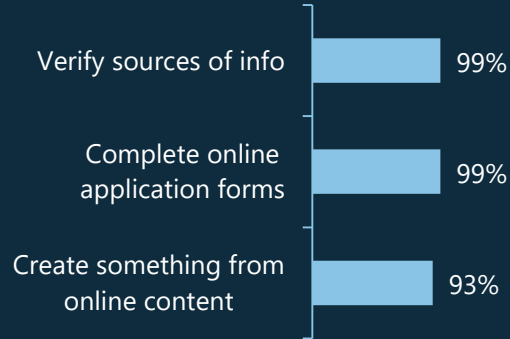 Verify sources of info
99%
Complete online
application forms
99%
Create something from
online content
93%